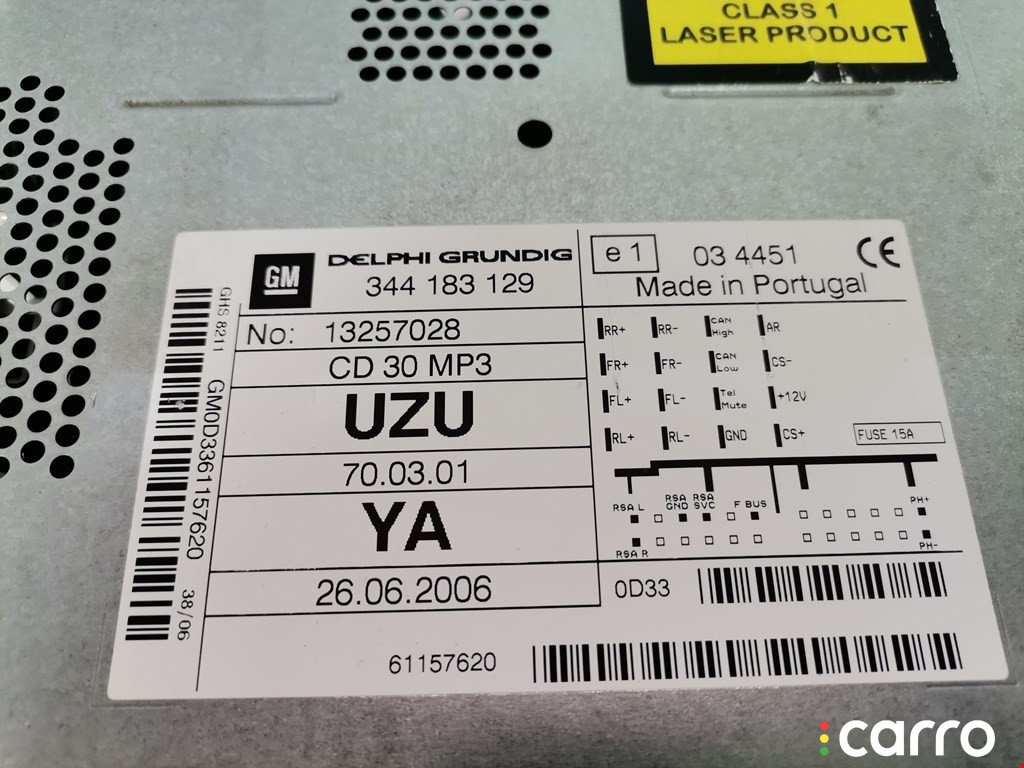 CLASS 1
LASER PRODUCT
GM
DELPHI GRUNDIG
344 183 129
e1
03 4451
CE
Made in Portugal
No: 13257028
CD 30 MP3
UZU
70.03.01
YA
26.06.2006
GHS 8211
GM0D3361157620
38/06
RR+ RR- CAN High AR
FR+ FR- CAN Low CS-
FL+ FL- Tel Mute +12V
RL+ RL- GND CS+
FUSE 15A
RSA L RSA GND RSA SVC F BUS PH+
RSA R PH-
0D33
61157620
carro